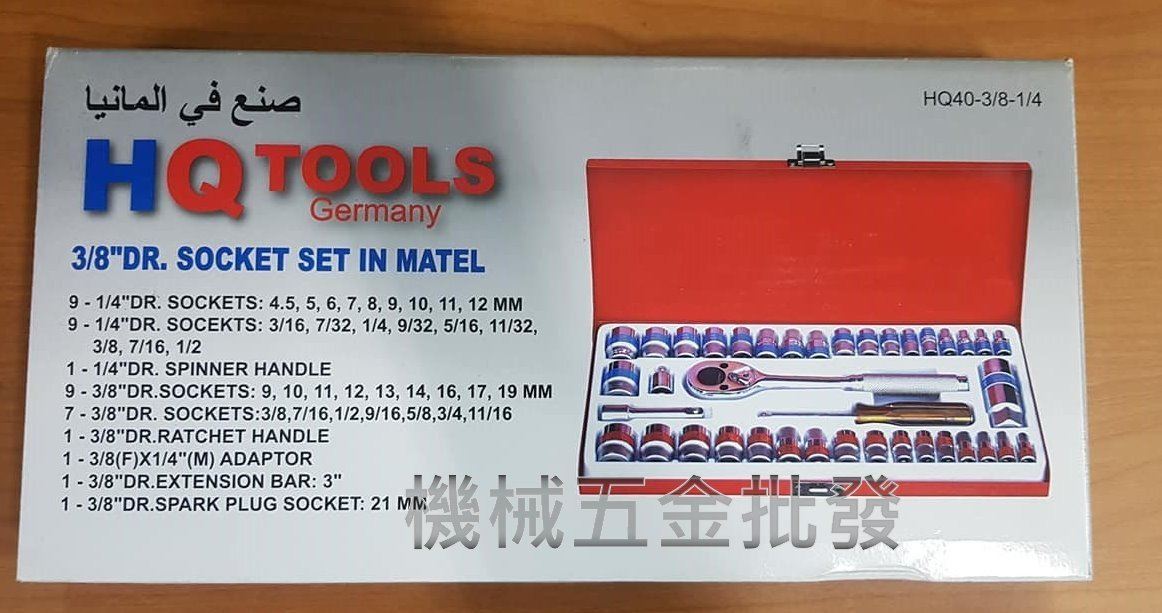 صنع في المانيا
HQ40-3/8-1/4
HQ TOOLS
Germany
3/8"DR. SOCKET SET IN MATEL
9 - 1/4"DR. SOCKETS: 4.5, 5, 6, 7, 8, 9, 10, 11, 12 MM
9 - 1/4"DR. SOCEKTS: 3/16, 7/32, 1/4, 9/32, 5/16, 11/32,
3/8, 7/16, 1/2
1 - 1/4"DR. SPINNER HANDLE
9 - 3/8"DR.SOCKETS: 9, 10, 11, 12, 13, 14, 16, 17, 19 MM
7 - 3/8"DR. SOCKETS:3/8,7/16,1/2,9/16,5/8,3/4,11/16
1 - 3/8"DR.RATCHET HANDLE
1 - 3/8(F)X1/4"(M) ADAPTOR
1 - 3/8"DR.EXTENSION BAR: 3"
1 - 3/8"DR.SPARK PLUG SOCKET: 21 MM
機械五金批發